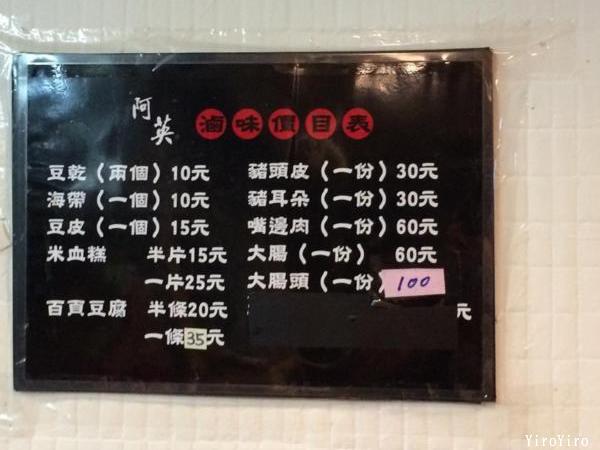 阿英 滷味價目表
豆乾（兩個）10元
海帶（一個）10元
豆皮（一個）15元
米血糕 半片15元
一片25元
百頁豆腐 半條20元
一條35元
豬頭皮（一份）30元
豬耳朵（一份）30元
嘴邊肉（一份）60元
大腸（一份） 60元
大腸頭（一份）100
元
YiroYiro